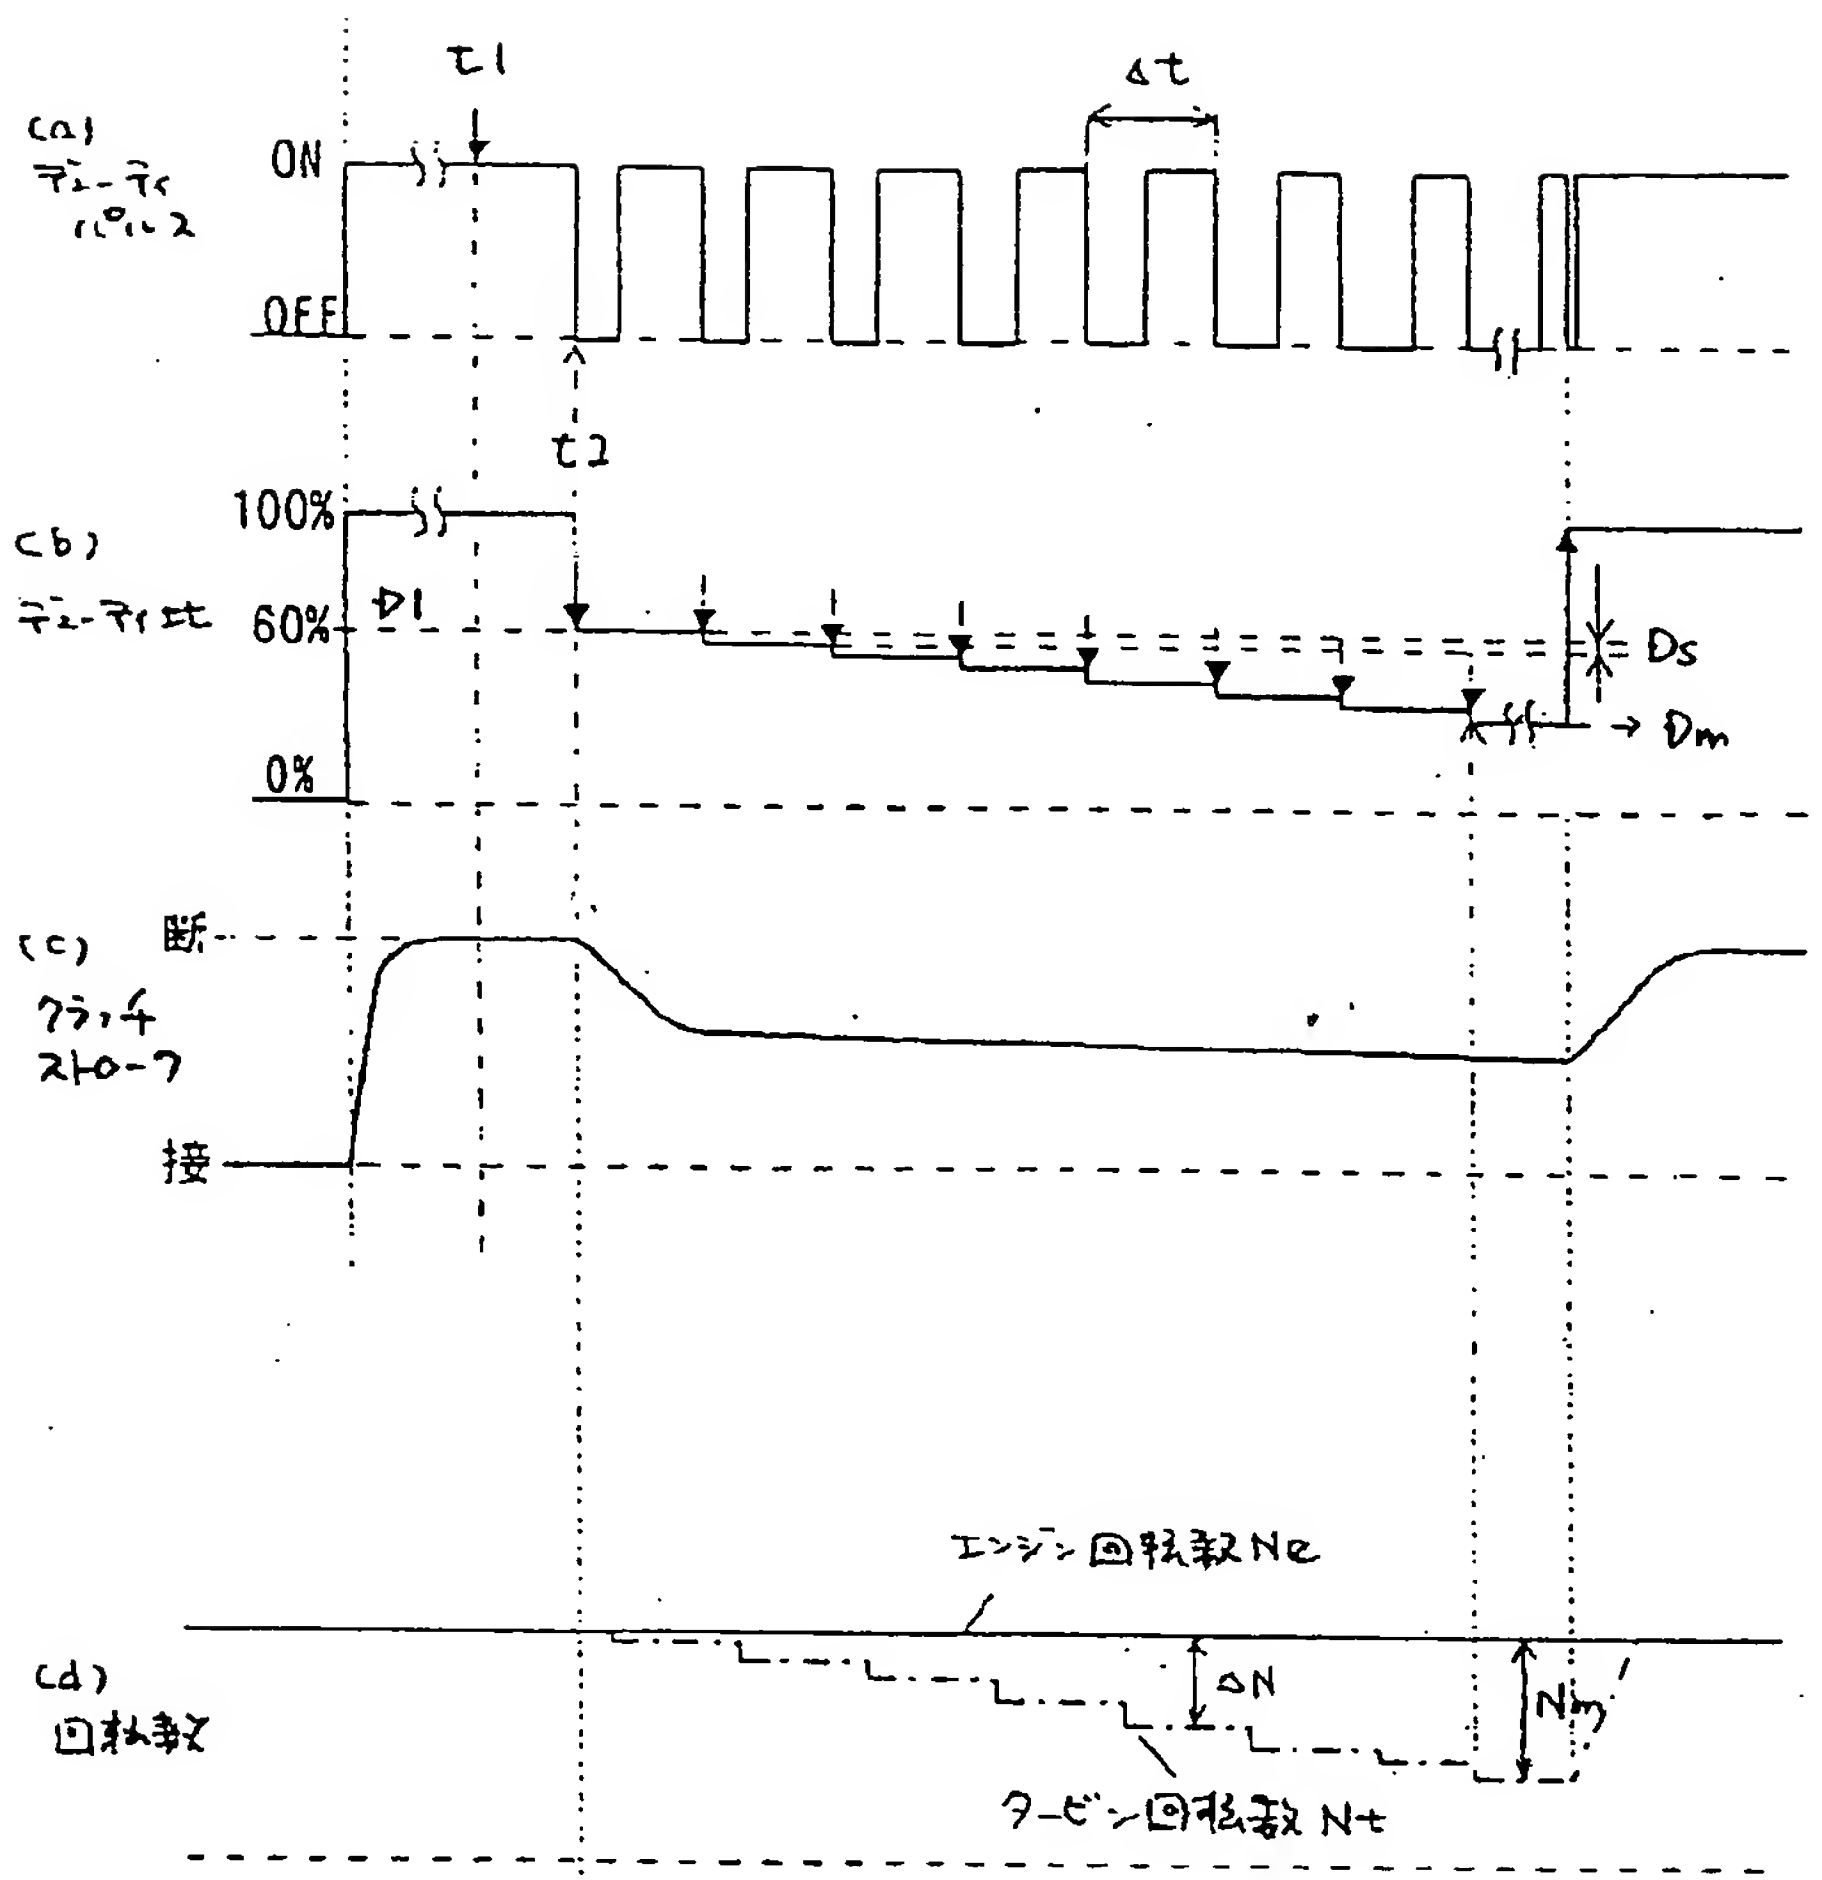 t1
Δt
(a)
デューティ
パルス
ON
OFF
t2
100%
(b)
デューティ比
D1
60%
Ds
Dm
0%
(c)
断
クラッチ
ストローク
接
エンジン回転数Ne
(d)
回転数
ΔN
Nm
タービン回転数Nt